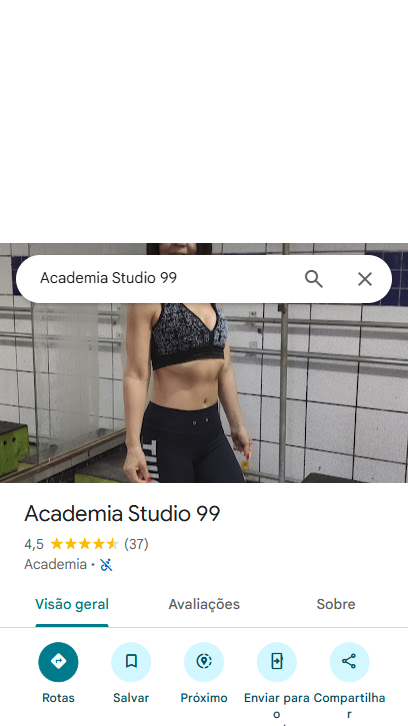 Academia Studio 99
Academia Studio 99
4,5 (37)
Academia ·
Visão geral Avaliações Sobre
Rotas Salvar Próximo Enviar para o Compartilhar